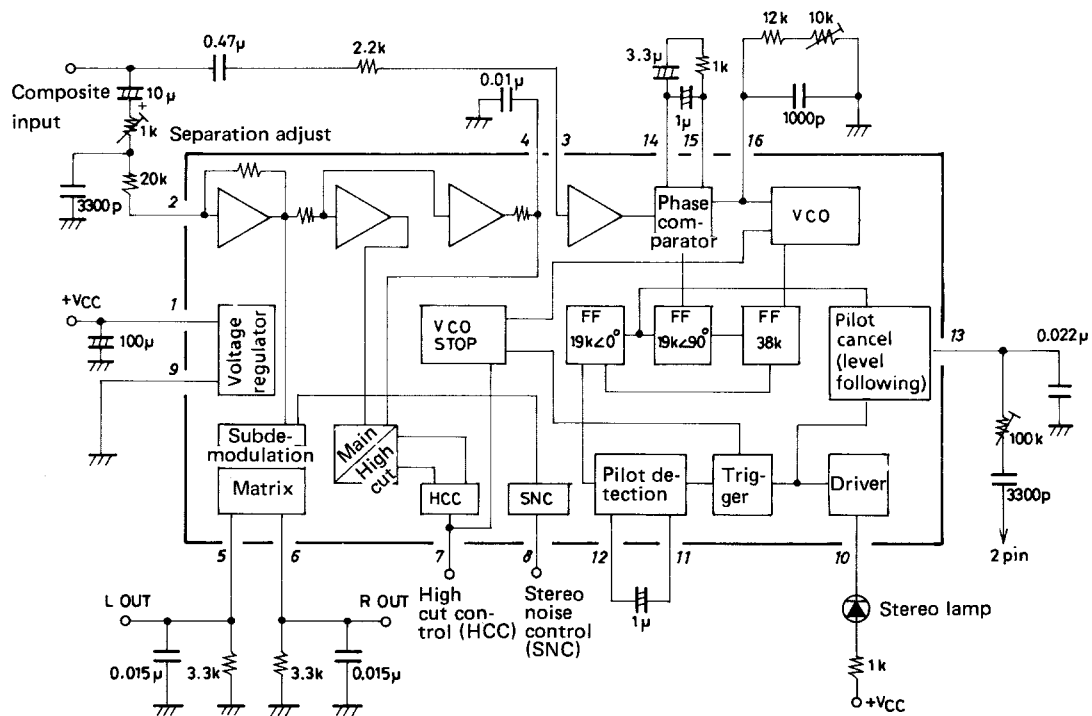 12k
10k
0.47μ
2.2k
3.3μ
1k
0.01μ
1μ
1000p
Composite
input
10μ
+
1k
Separation adjust
4
3
14
15
16
3300p
20k
2
Phase
com-
parator
VCO
+VCC
1
100μ
9
Voltage
regulator
VCO
STOP
FF
19k∠0°
FF
19k∠90°
FF
38k
Pilot
cancel
(level
following)
13
0.022μ
100k
3300p
2 pin
Subde-
modulation
Matrix
Main
High
cut
HCC
SNC
Pilot de-
tection
Trig-
ger
Driver
5
6
7
8
12
11
10
L OUT
R OUT
High
cut con-
trol (HCC)
Stereo
noise
control
(SNC)
1μ
Stereo lamp
0.015μ
3.3k
3.3k
0.015μ
1k
+VCC